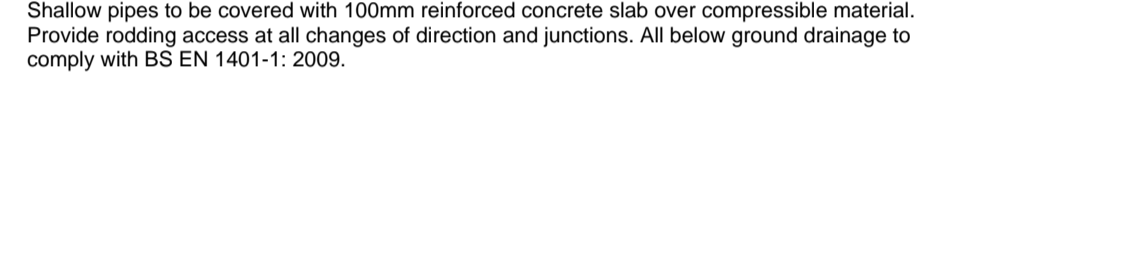 Shallow pipes to be covered with 100mm reinforced concrete slab over compressible material.
Provide rodding access at all changes of direction and junctions. All below ground drainage to
comply with BS EN 1401-1: 2009.